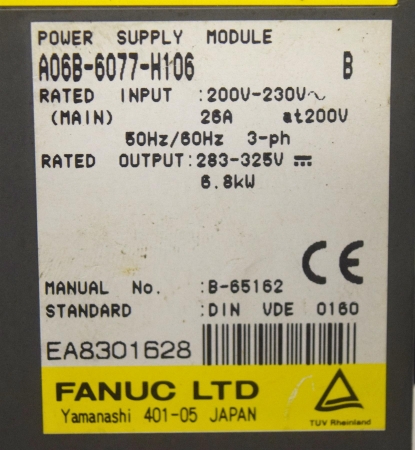 POWER SUPPLY MODULE
A06B-6077-H106 B
RATED INPUT :200V-230V~
(MAIN) 26A at200V
50Hz/60Hz 3-ph
RATED OUTPUT:283-325V ⎓
6.8kW
CE
MANUAL No. :B-65162
STANDARD :DIN VDE 0160
EA8301628
FANUC LTD
Yamanashi 401-05 JAPAN
TÜV Rheinland